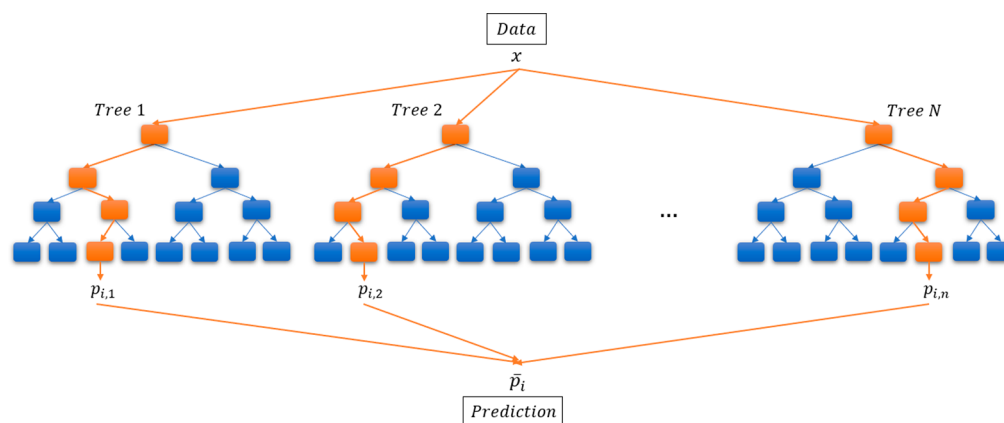 Data
x
Tree 1 Tree 2 Tree N
...
p_{i,1} p_{i,2} p_{i,n}
p̄_i
Prediction